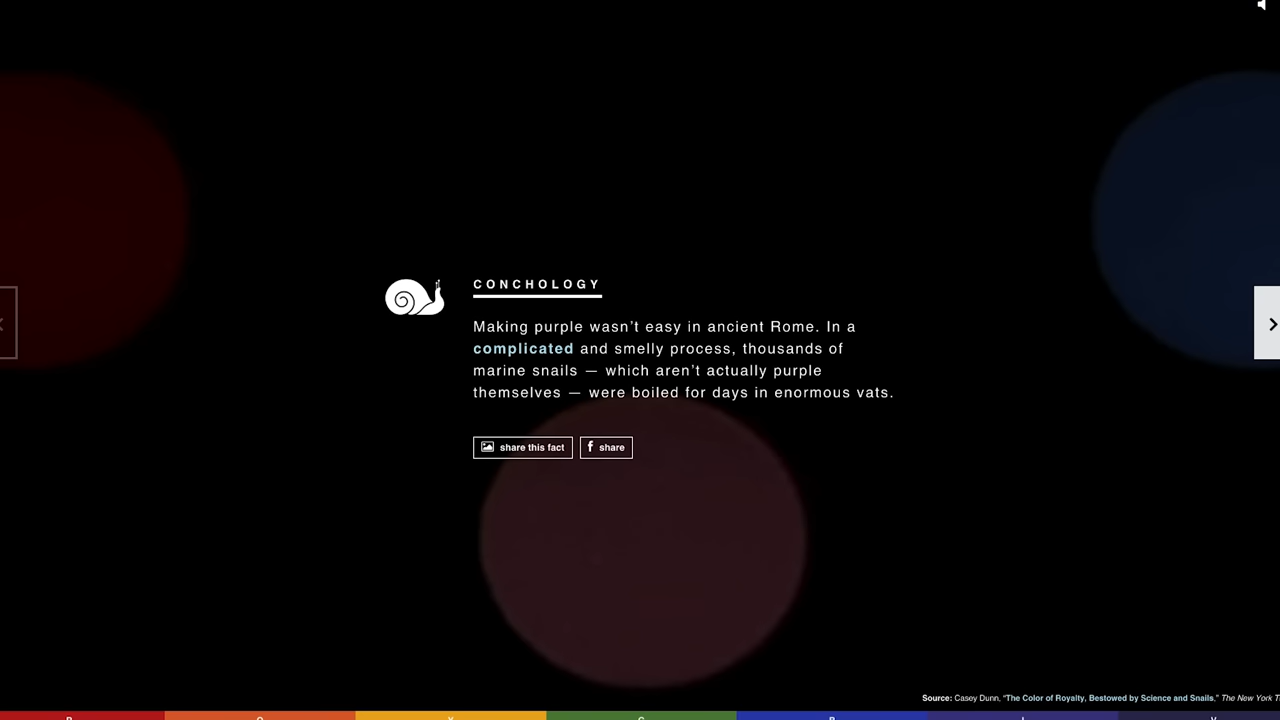 CONCHOLOGY
Making purple wasn't easy in ancient Rome. In a
complicated and smelly process, thousands of
marine snails — which aren't actually purple
themselves — were boiled for days in enormous vats.
share this fact
share
Source: Casey Dunn, “The Color of Royalty, Bestowed by Science and Snails,” The New York